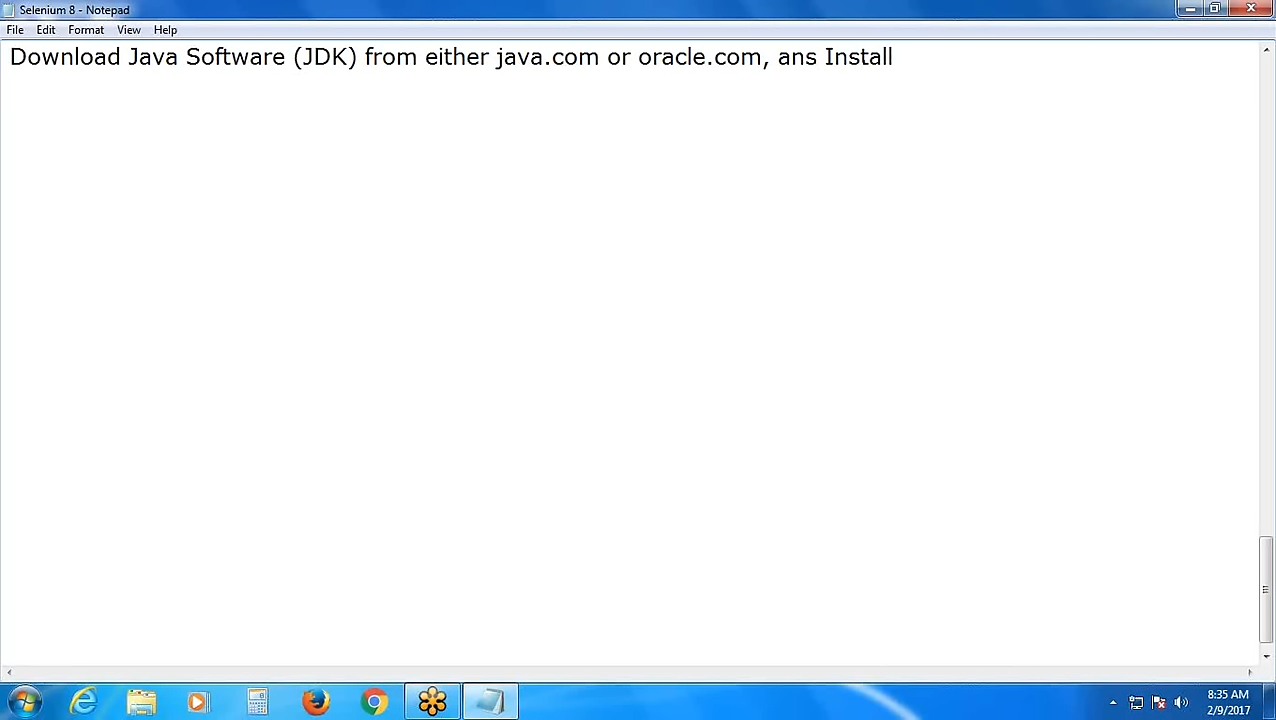 Selenium 8 - Notepad
File Edit Format View Help
Download Java Software (JDK) from either java.com or oracle.com, ans Install
8:35 AM
2/9/2017